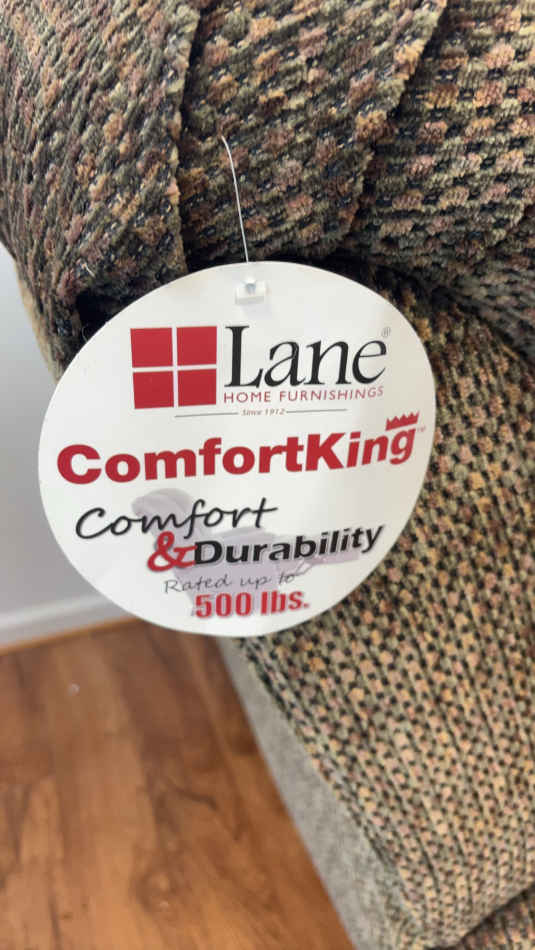 Lane®
HOME FURNISHINGS
Since 1912
ComfortKing™
Comfort
&Durability
Rated up to
500 lbs.